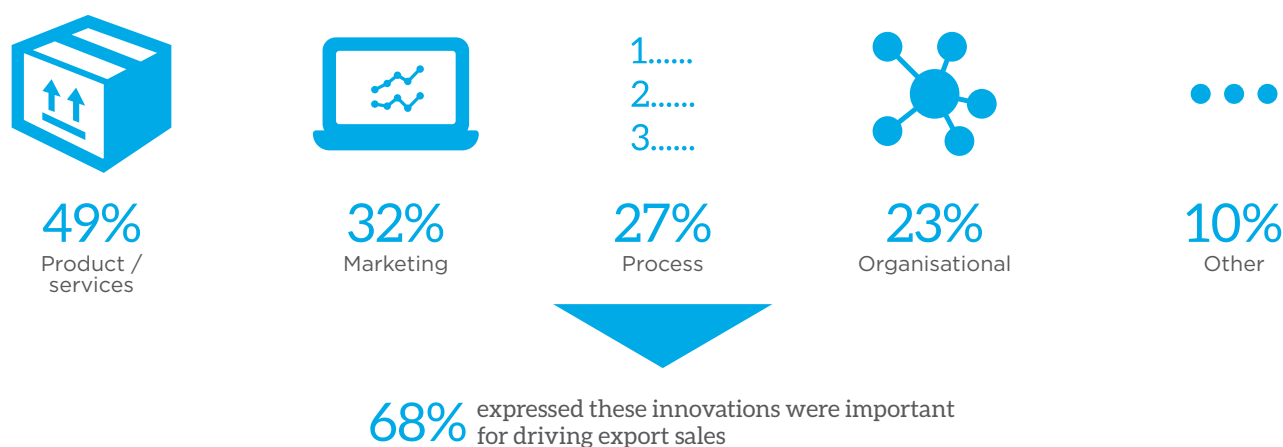 1......
2......
3......
49%
Product /
services
32%
Marketing
27%
Process
23%
Organisational
10%
Other
68% expressed these innovations were important
for driving export sales